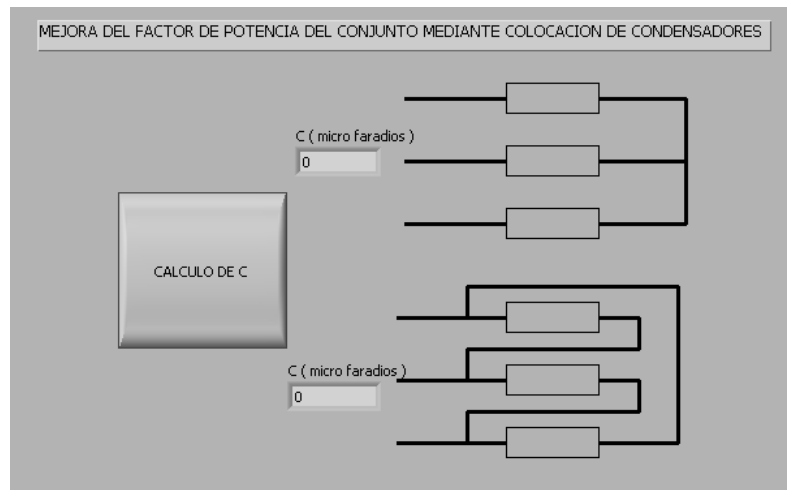 MEJORA DEL FACTOR DE POTENCIA DEL CONJUNTO MEDIANTE COLOCACION DE CONDENSADORES
C ( micro faradios )
0
CALCULO DE C
C ( micro faradios )
0